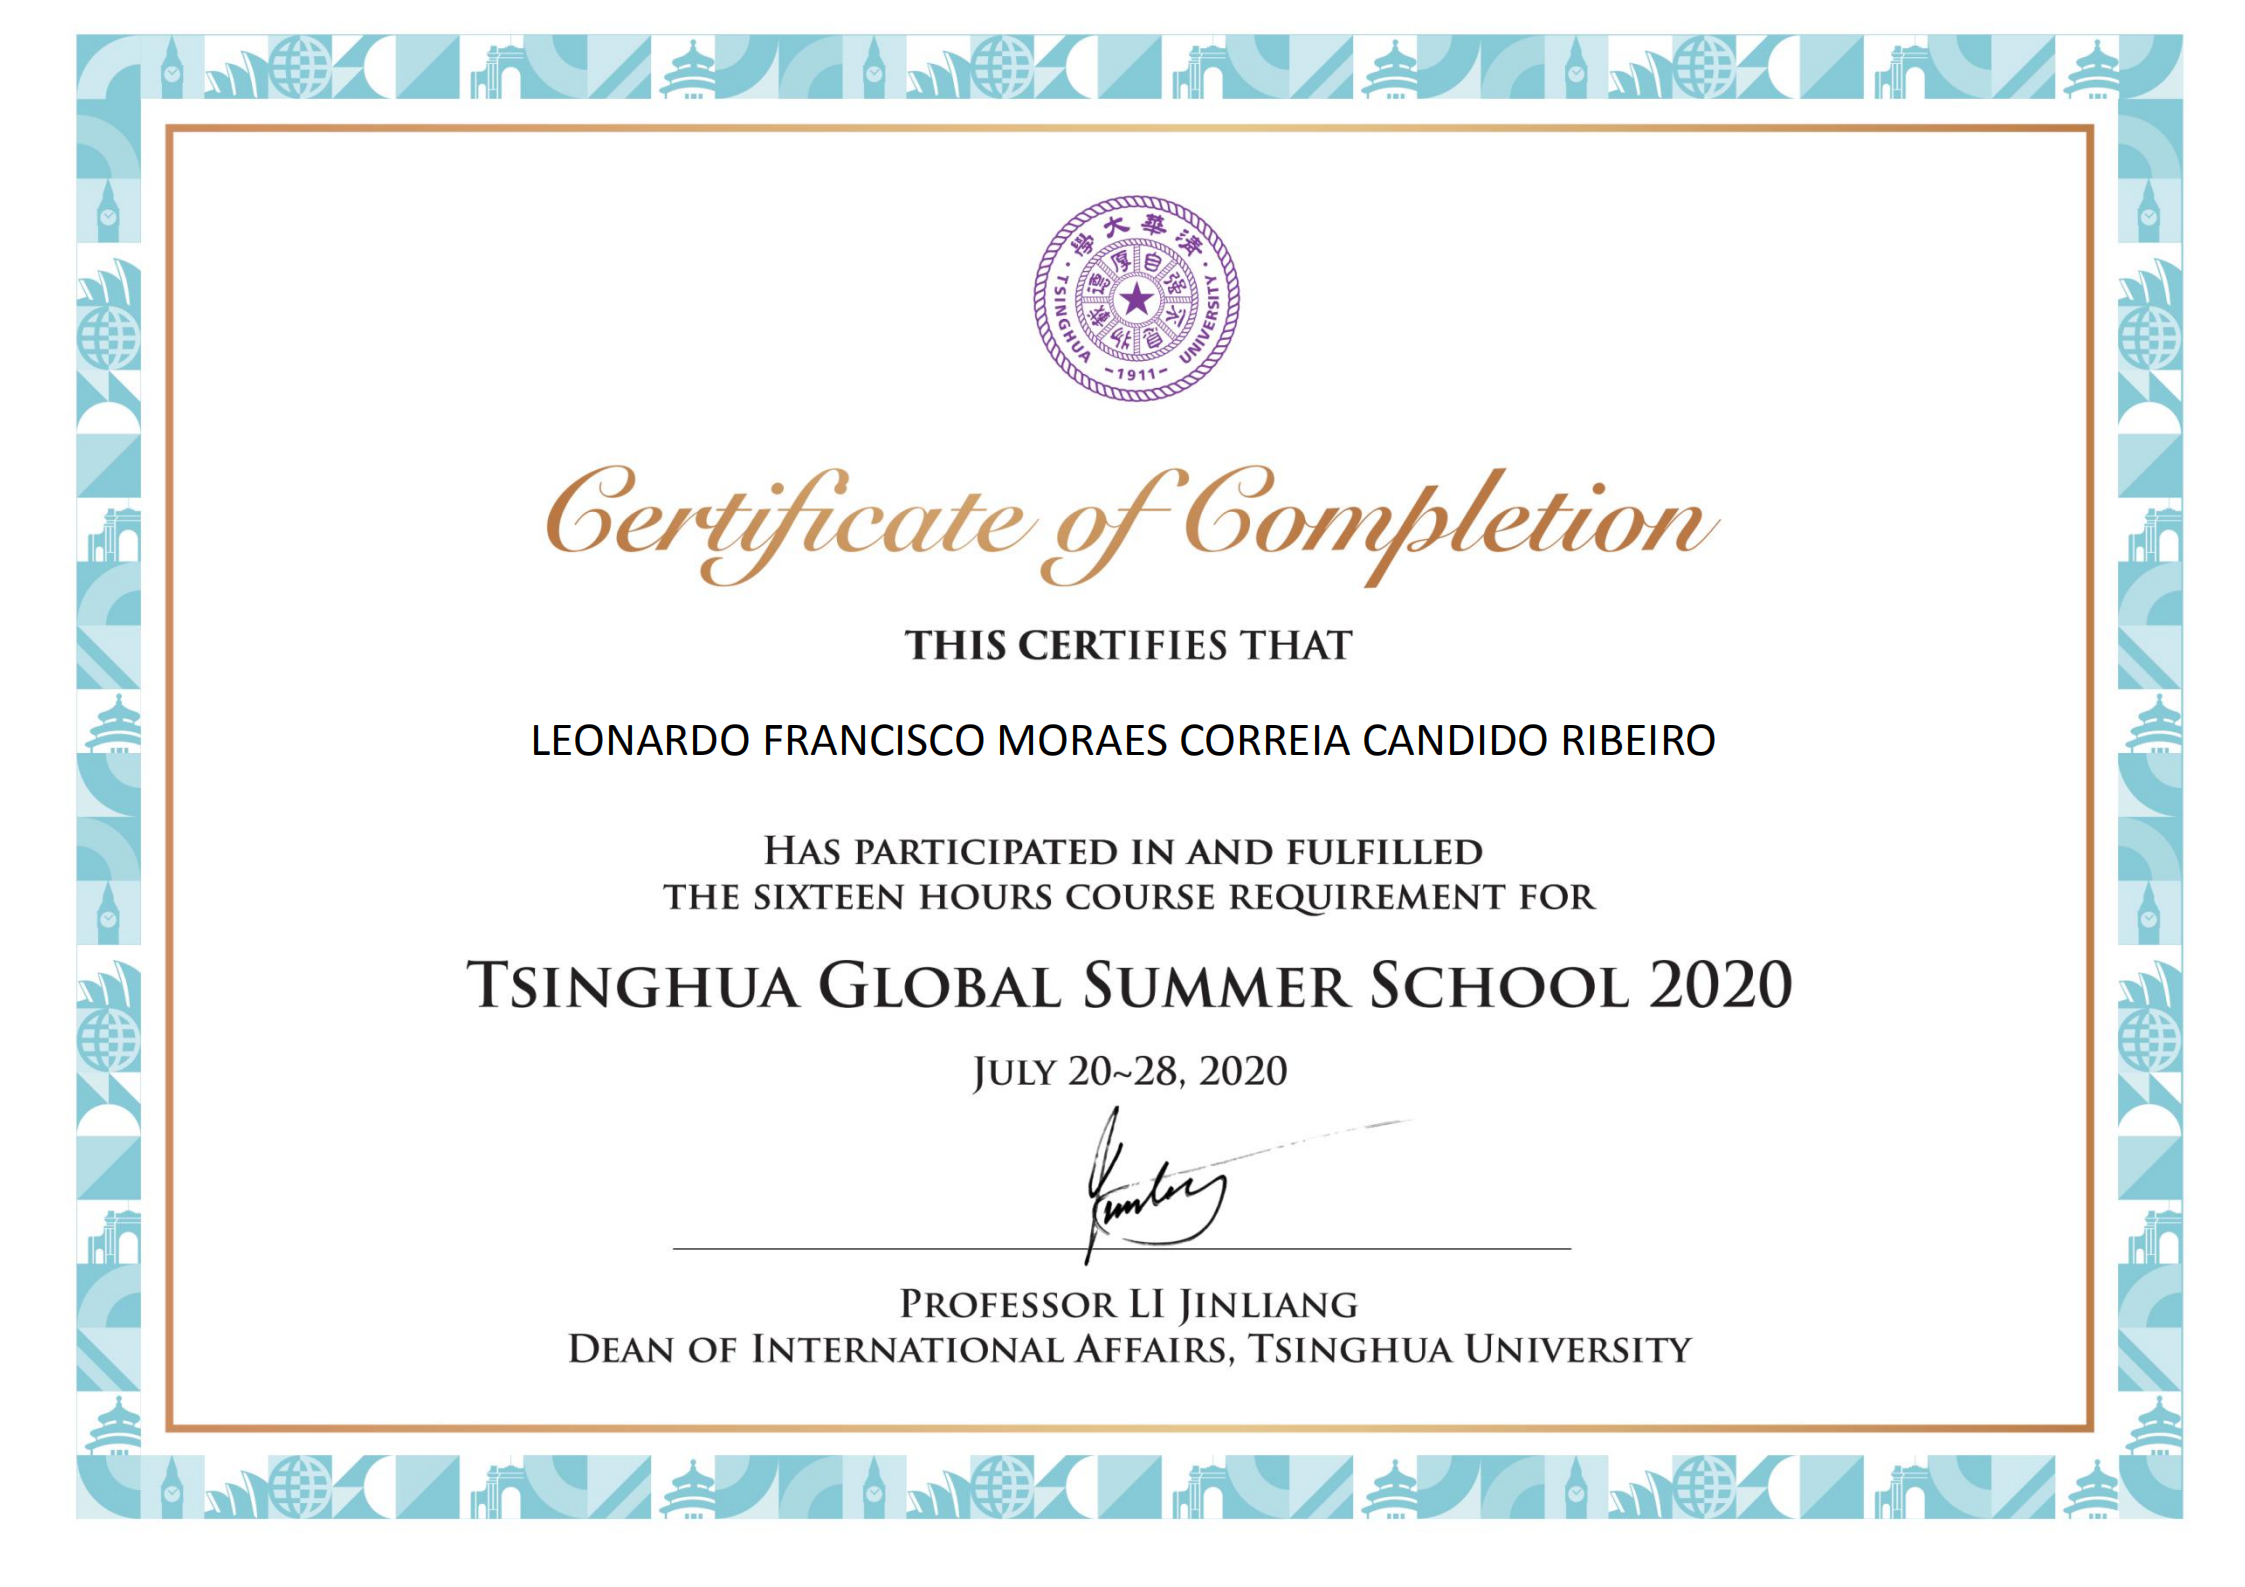 學大華清
TSINGHUA UNIVERSITY
自强不息
厚德載物
-1911-
Certificate of Completion
THIS CERTIFIES THAT
LEONARDO FRANCISCO MORAES CORREIA CANDIDO RIBEIRO
HAS PARTICIPATED IN AND FULFILLED
THE SIXTEEN HOURS COURSE REQUIREMENT FOR
TSINGHUA GLOBAL SUMMER SCHOOL 2020
JULY 20~28, 2020
PROFESSOR LI JINLIANG
DEAN OF INTERNATIONAL AFFAIRS, TSINGHUA UNIVERSITY